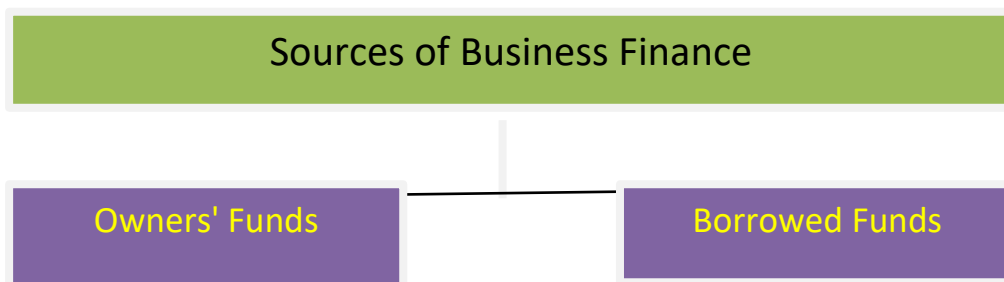 Sources of Business Finance
Owners' Funds
Borrowed Funds